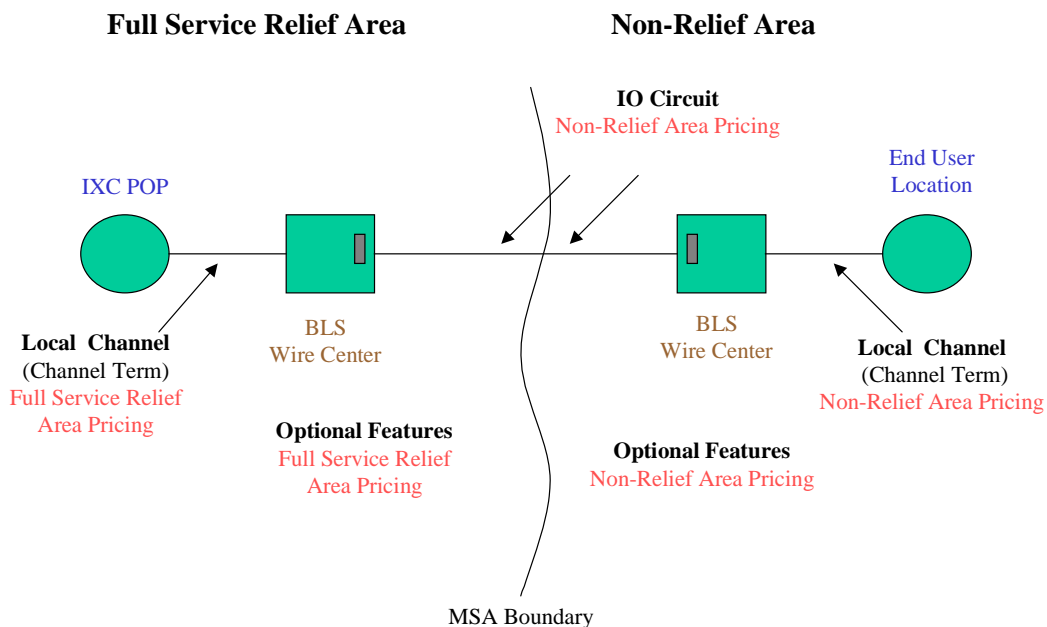 Full Service Relief Area
Non-Relief Area
IO Circuit
Non-Relief Area Pricing
IXC POP
End User
Location
BLS
Wire Center
BLS
Wire Center
Local Channel
(Channel Term)
Full Service Relief
Area Pricing
Local Channel
(Channel Term)
Non-Relief Area Pricing
Optional Features
Full Service Relief
Area Pricing
Optional Features
Non-Relief Area Pricing
MSA Boundary